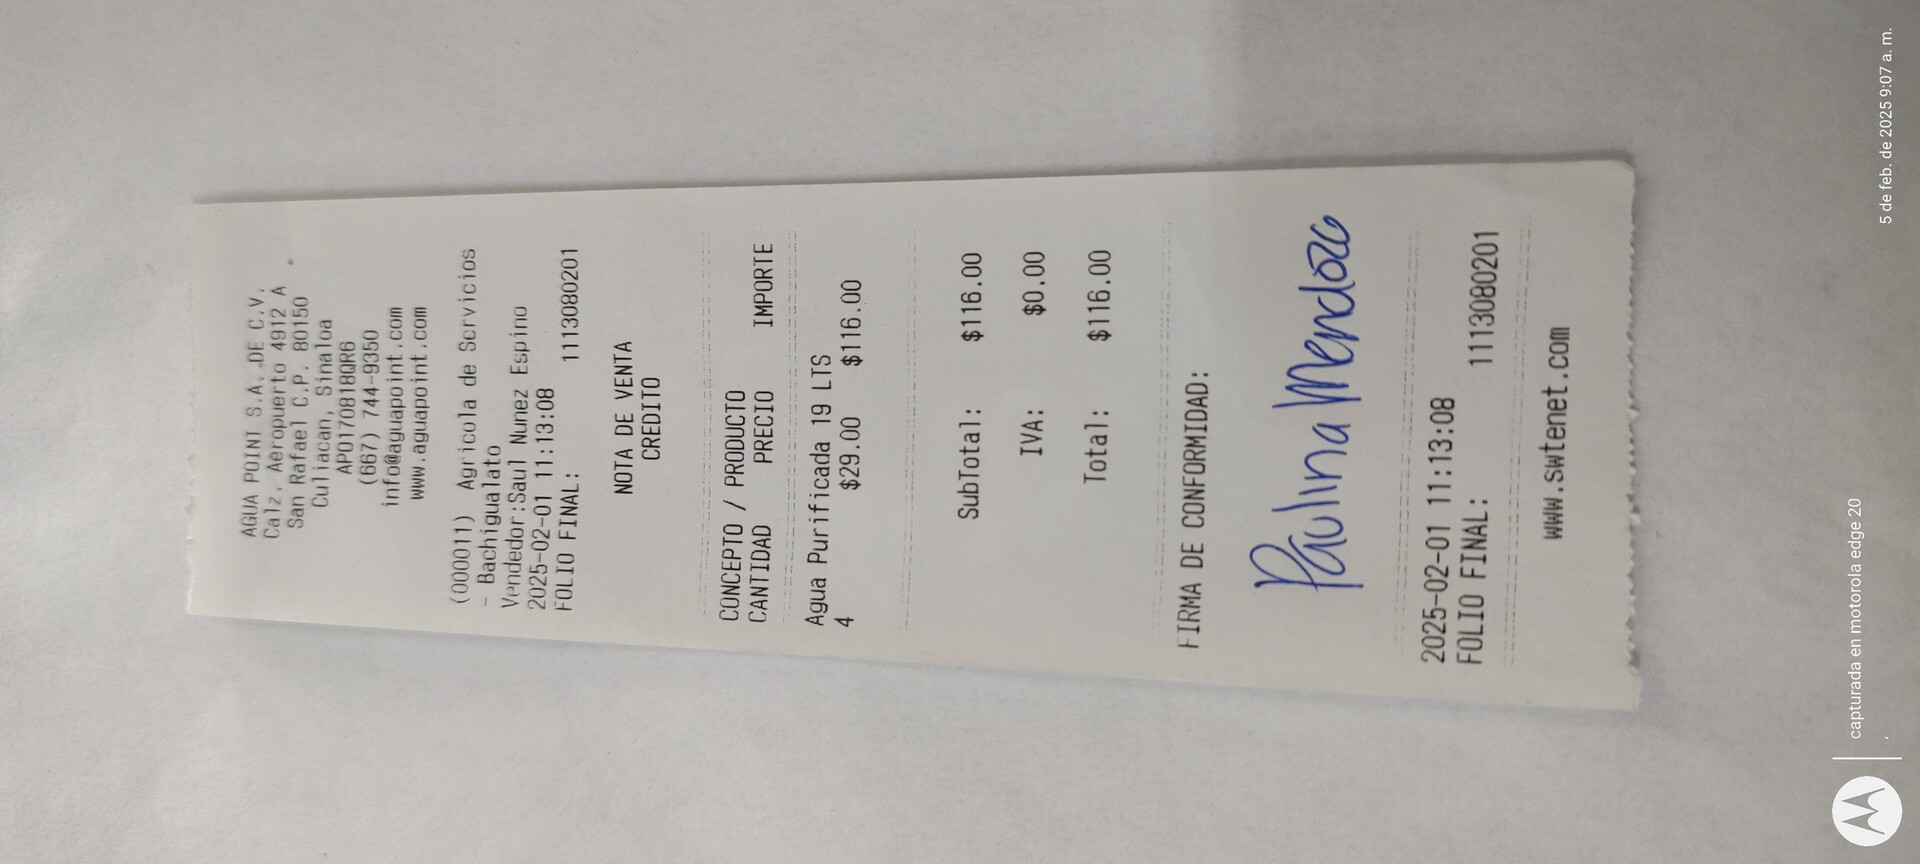 AGUA POINT S.A. DE C.V.
Calz. Aeropuerto 4912 A
San Rafael C.P. 80150
Culiacan, Sinaloa
APO170818QR6
(667) 744-9350
info@aguapoint.com
www.aguapoint.com
(000011) Agricola de Servicios
- Bachigualato
Vendedor:Saul Nunez Espino
2025-02-01 11:13:08
FOLIO FINAL: 1113080201
NOTA DE VENTA
CREDITO
CONCEPTO / PRODUCTO
CANTIDAD PRECIO IMPORTE
Agua Purificada 19 LTS
4 $29.00 $116.00
SubTotal: $116.00
IVA: $0.00
Total: $116.00
FIRMA DE CONFORMIDAD:
Paulina Mendoza
2025-02-01 11:13:08
FOLIO FINAL: 1113080201
www.swtenet.com
capturada en motorola edge 20
,
5 de feb. de 2025 9:07 a. m.